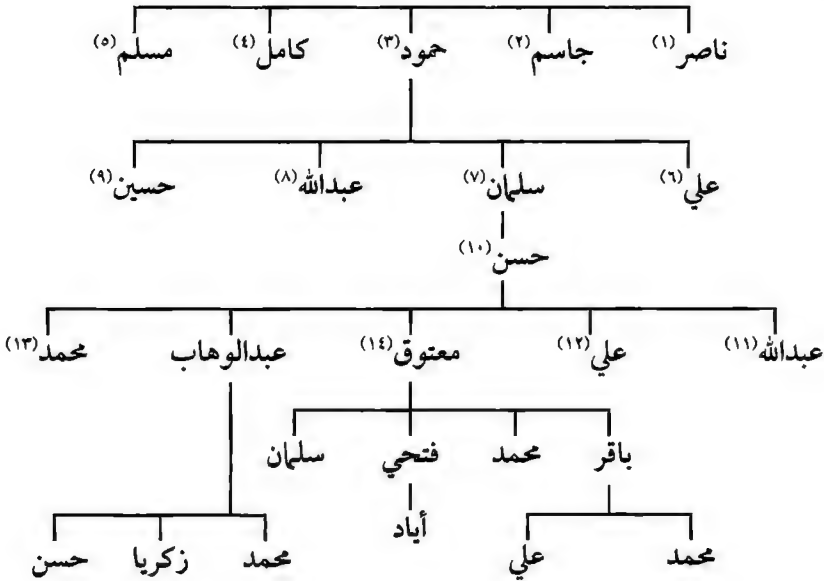 ناصر (١) جاسم (٢) حمود (٣) كامل (٤) مسلم (٥)
علي (٦) سلمان (٧) عبدالله (٨) حسين (٩)
حسن (١٠)
عبدالله (١١) علي (١٢) معتوق (١٤) عبدالوهاب محمد (١٣)
باقر محمد فتحي سلمان
أياد
محمد علي محمد زكريا حسن